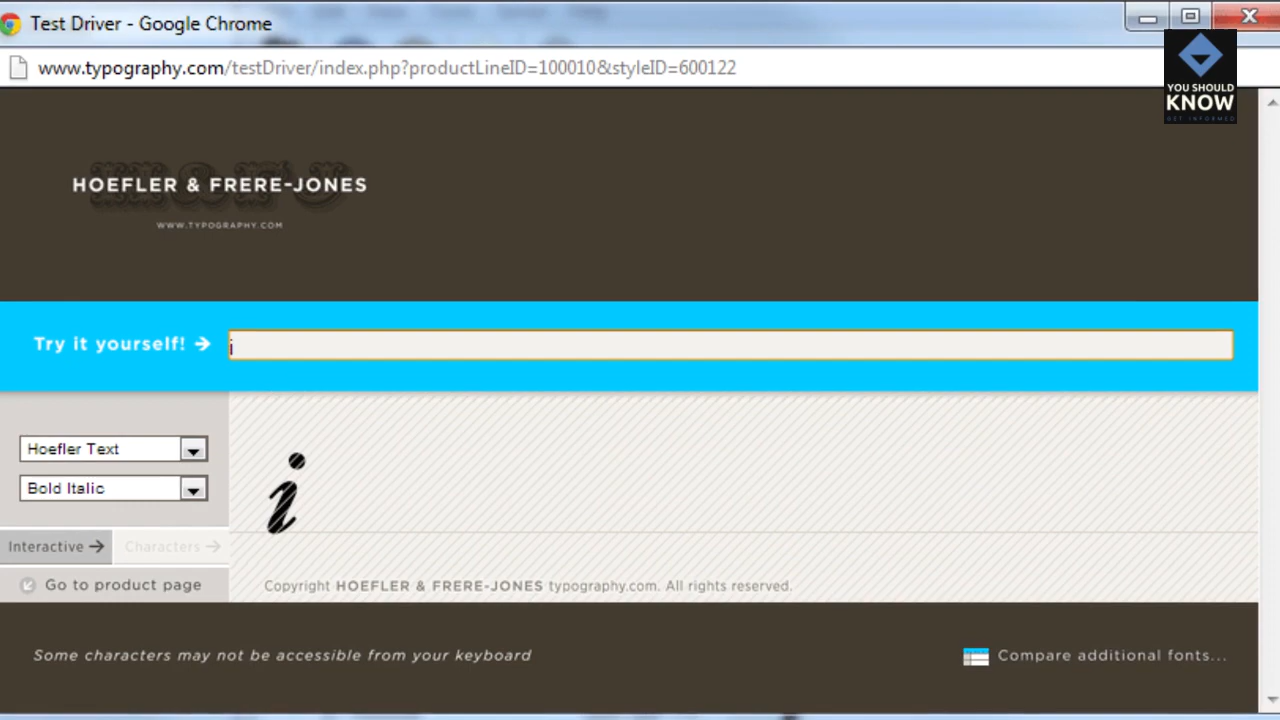 Test Driver - Google Chrome
www.typography.com/testDriver/index.php?productLineID=100010&styleID=600122
YOU SHOULD
KNOW
GET INFORMED
H&FJ
HOEFLER & FRERE-JONES
WWW.TYPOGRAPHY.COM
Try it yourself! →
i
Hoefler Text
i
Bold Italic
Interactive →
Characters →
Go to product page
Copyright HOEFLER & FRERE-JONES typography.com. All rights reserved.
Some characters may not be accessible from your keyboard
Compare additional fonts...